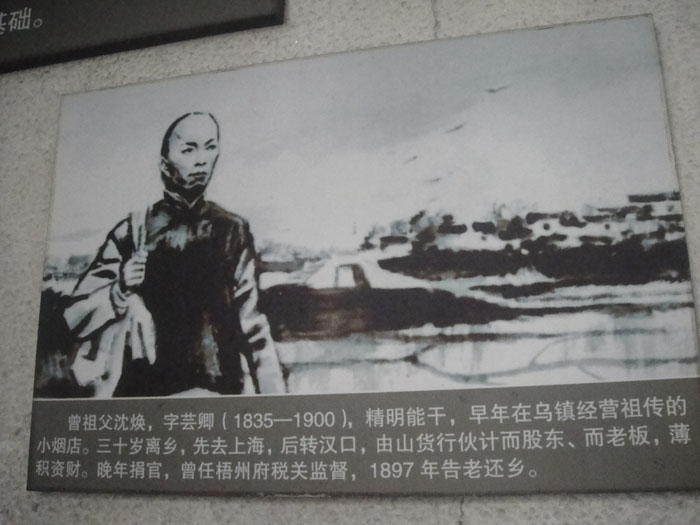 基础。
曾祖父沈焕，字芸卿（1835—1900），精明能干，早年在乌镇经营祖传的
小烟店。三十岁离乡，先去上海，后转汉口，由山货行伙计而股东、而老板，薄
积资财。晚年捐官，曾任梧州府税关监督，1897 年告老还乡。